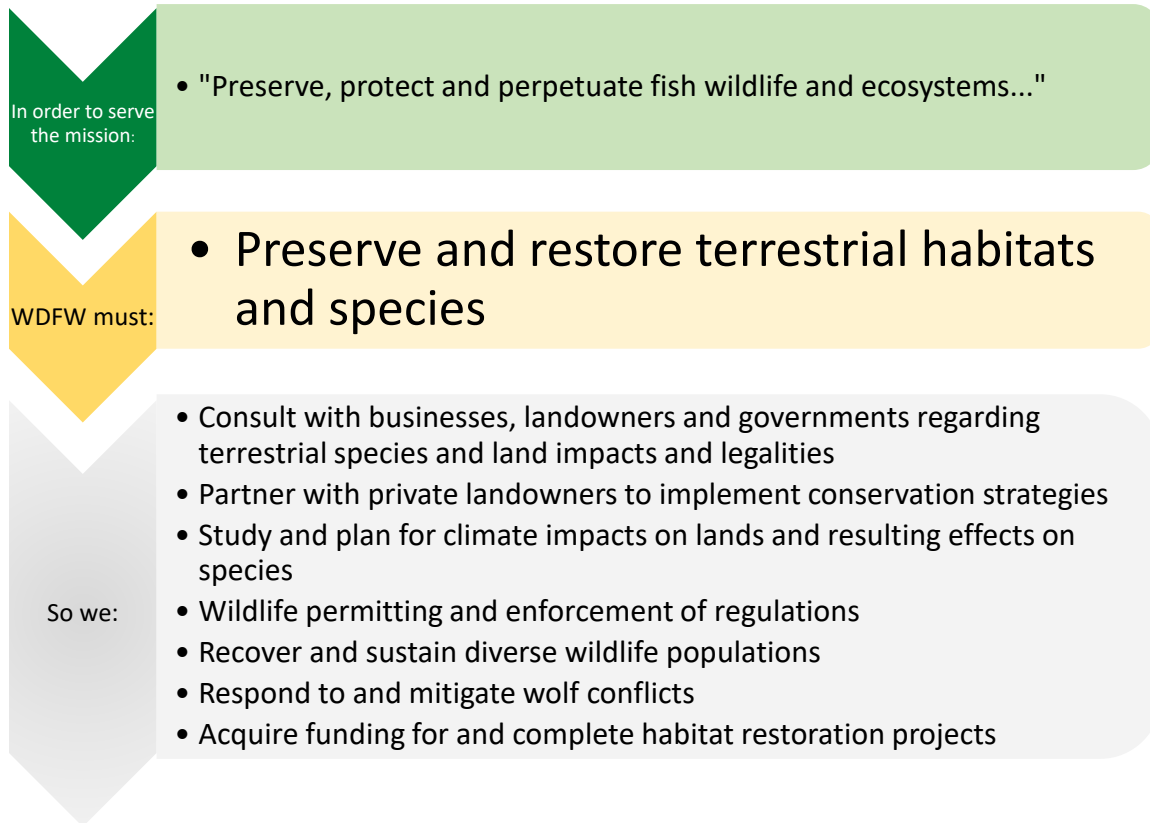 In order to serve
the mission:
• "Preserve, protect and perpetuate fish wildlife and ecosystems..."
WDFW must:
• Preserve and restore terrestrial habitats
and species
So we:
• Consult with businesses, landowners and governments regarding
terrestrial species and land impacts and legalities
• Partner with private landowners to implement conservation strategies
• Study and plan for climate impacts on lands and resulting effects on
species
• Wildlife permitting and enforcement of regulations
• Recover and sustain diverse wildlife populations
• Respond to and mitigate wolf conflicts
• Acquire funding for and complete habitat restoration projects